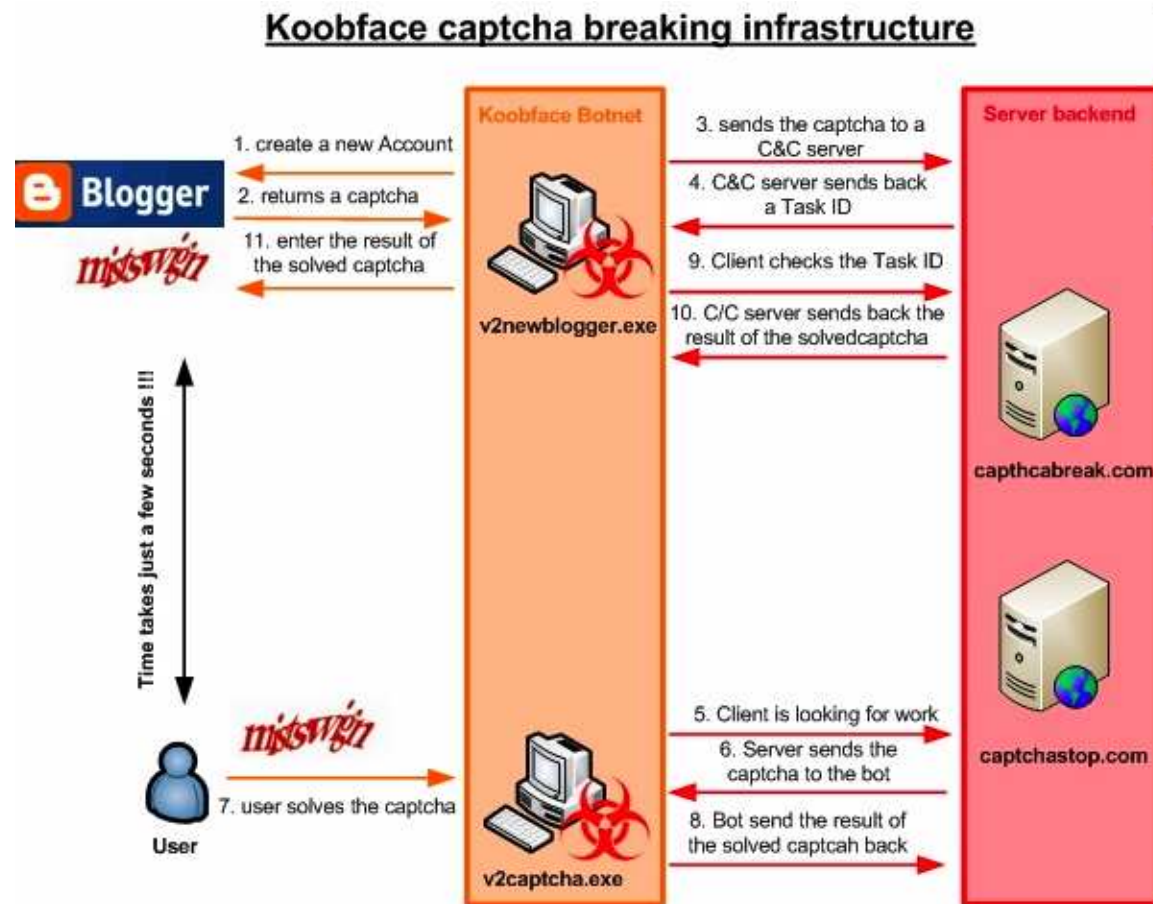 Koobface captcha breaking infrastructure
Koobface Botnet
Server backend
1. create a new Account
Blogger
2. returns a captcha
mistswgn
11. enter the result of
the solved captcha
v2newblogger.exe
3. sends the captcha to a
C&C server
4. C&C server sends back
a Task ID
9. Client checks the Task ID
10. C/C server sends back the
result of the solvedcaptcha
capthcabreak.com
Time takes just a few seconds !!!
captchastop.com
mistswgn
7. user solves the captcha
User
v2captcha.exe
5. Client is looking for work
6. Server sends the
captcha to the bot
8. Bot send the result of
the solved captcah back